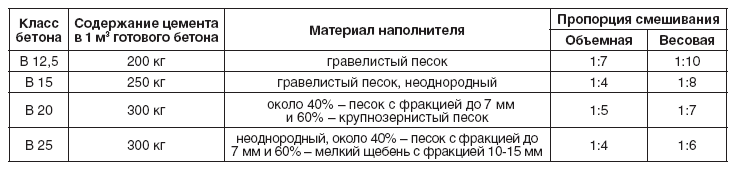 Класс бетона | Содержание цемента в 1 м³ готового бетона | Материал наполнителя | Пропорция смешивания
Объемная | Весовая
В 12,5 | 200 кг | гравелистый песок | 1:7 | 1:10
В 15 | 250 кг | гравелистый песок, неоднородный | 1:4 | 1:8
В 20 | 300 кг | около 40% – песок с фракцией до 7 мм и 60% – крупнозернистый песок | 1:5 | 1:7
В 25 | 300 кг | неоднородный, около 40% – песок с фракцией до 7 мм и 60% – мелкий щебень с фракцией 10-15 мм | 1:4 | 1:6